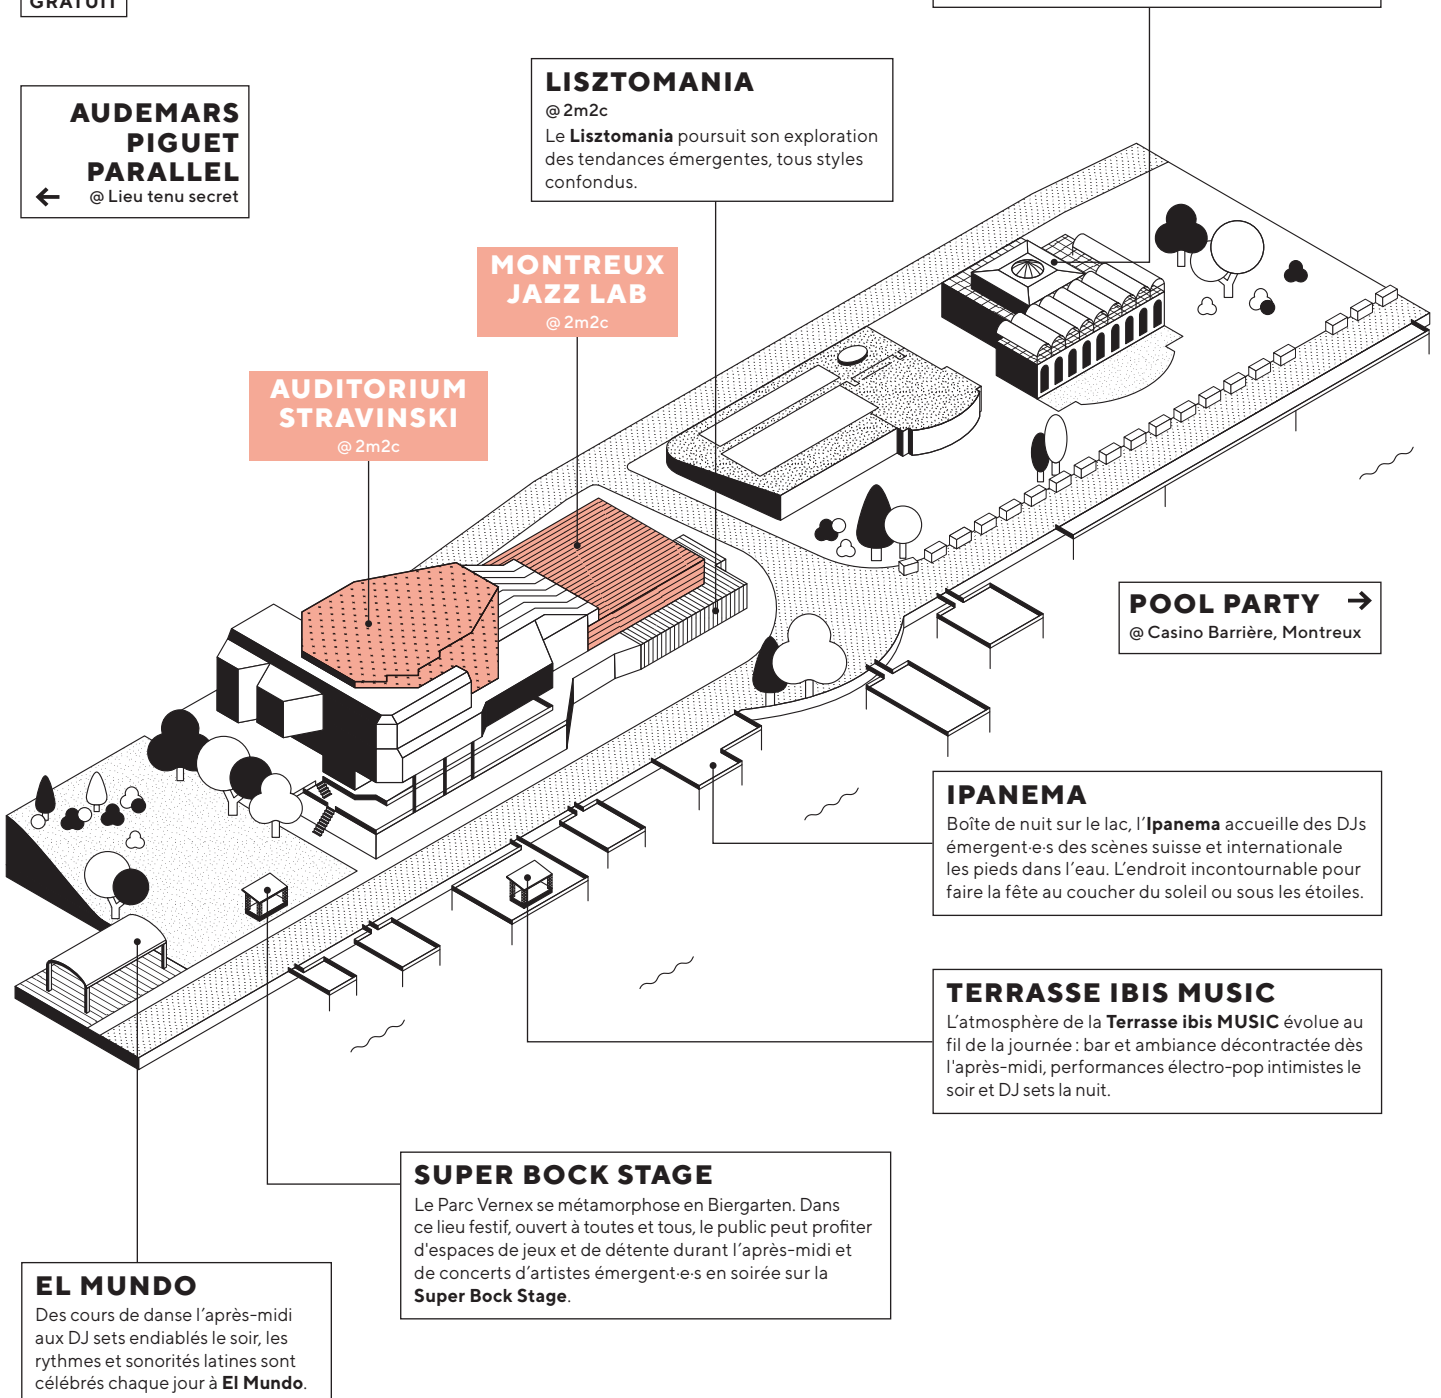 GRATUIT
AUDEMARS
PIGUET
PARALLEL
← @ Lieu tenu secret
LISZTOMANIA
@ 2m2c
Le Lisztomania poursuit son exploration
des tendances émergentes, tous styles
confondus.
MONTREUX
JAZZ LAB
@ 2m2c
AUDITORIUM
STRAVINSKI
@ 2m2c
POOL PARTY →
@ Casino Barrière, Montreux
IPANEMA
Boîte de nuit sur le lac, l’Ipanema accueille des DJs
émergent·e·s des scènes suisse et internationale
les pieds dans l’eau. L’endroit incontournable pour
faire la fête au coucher du soleil ou sous les étoiles.
TERRASSE IBIS MUSIC
L’atmosphère de la Terrasse ibis MUSIC évolue au
fil de la journée : bar et ambiance décontractée dès
l'après-midi, performances électro-pop intimistes le
soir et DJ sets la nuit.
SUPER BOCK STAGE
Le Parc Vernex se métamorphose en Biergarten. Dans
ce lieu festif, ouvert à toutes et tous, le public peut profiter
d'espaces de jeux et de détente durant l’après-midi et
de concerts d’artistes émergent·e·s en soirée sur la
Super Bock Stage.
EL MUNDO
Des cours de danse l’après-midi
aux DJ sets endiablés le soir, les
rythmes et sonorités latines sont
célébrés chaque jour à El Mundo.